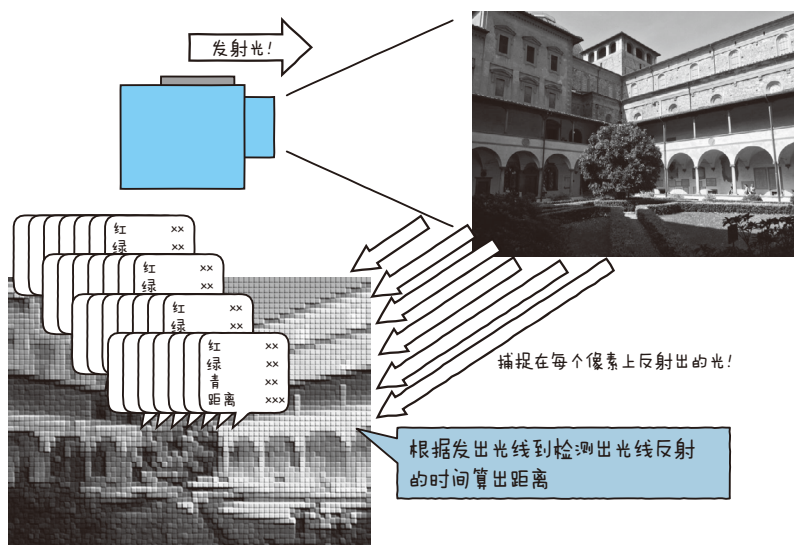 发射光!
红 ××
绿 ××
红 ××
绿 ××
红 ××
绿 ××
红 ××
绿 ××
青 ××
距离 ×××
捕捉在每个像素上反射出的光!
根据发出光线到检测出光线反射
的时间算出距离